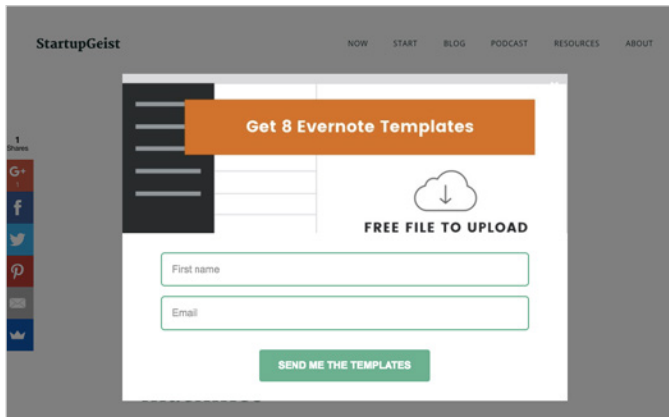 StartupGeist
NOW START BLOG PODCAST RESOURCES ABOUT
Get 8 Evernote Templates
1
Shares
G+
1
FREE FILE TO UPLOAD
First name
Email
SEND ME THE TEMPLATES